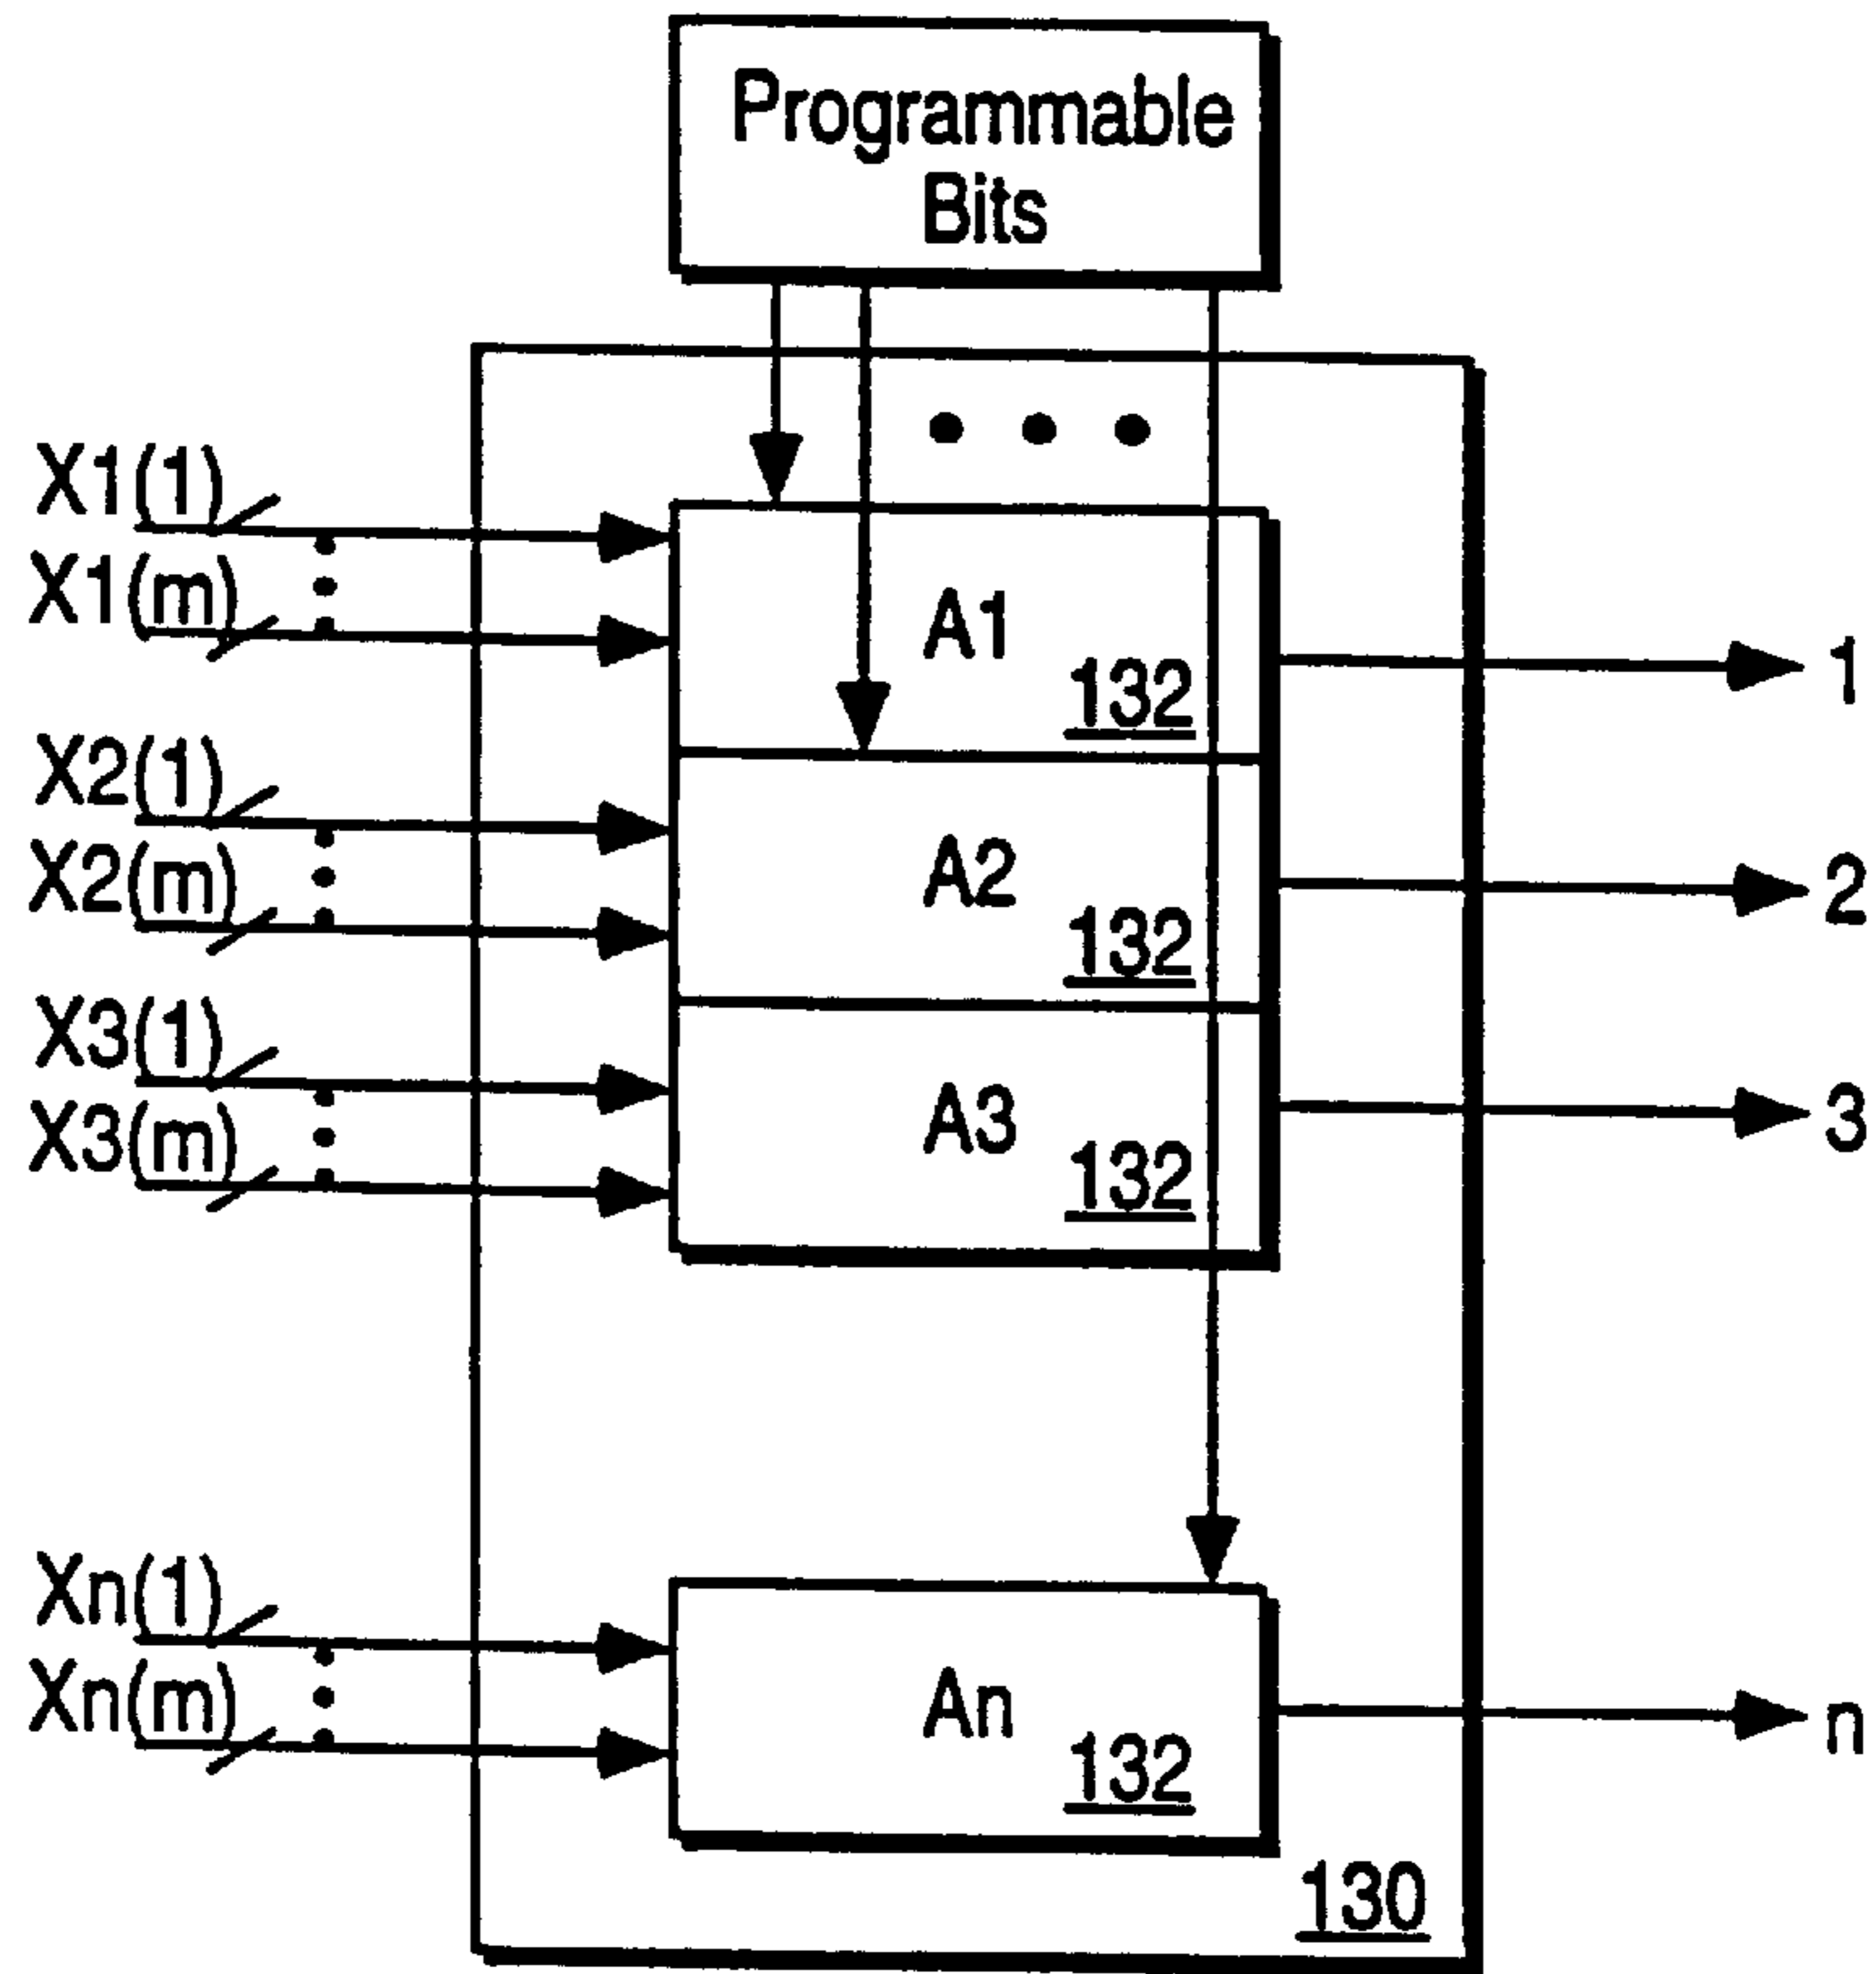 Programmable
Bits
X1(1)
X1(m)
A1
132
1
X2(1)
X2(m)
A2
132
2
X3(1)
X3(m)
A3
132
3
Xn(1)
Xn(m)
An
132
n
130